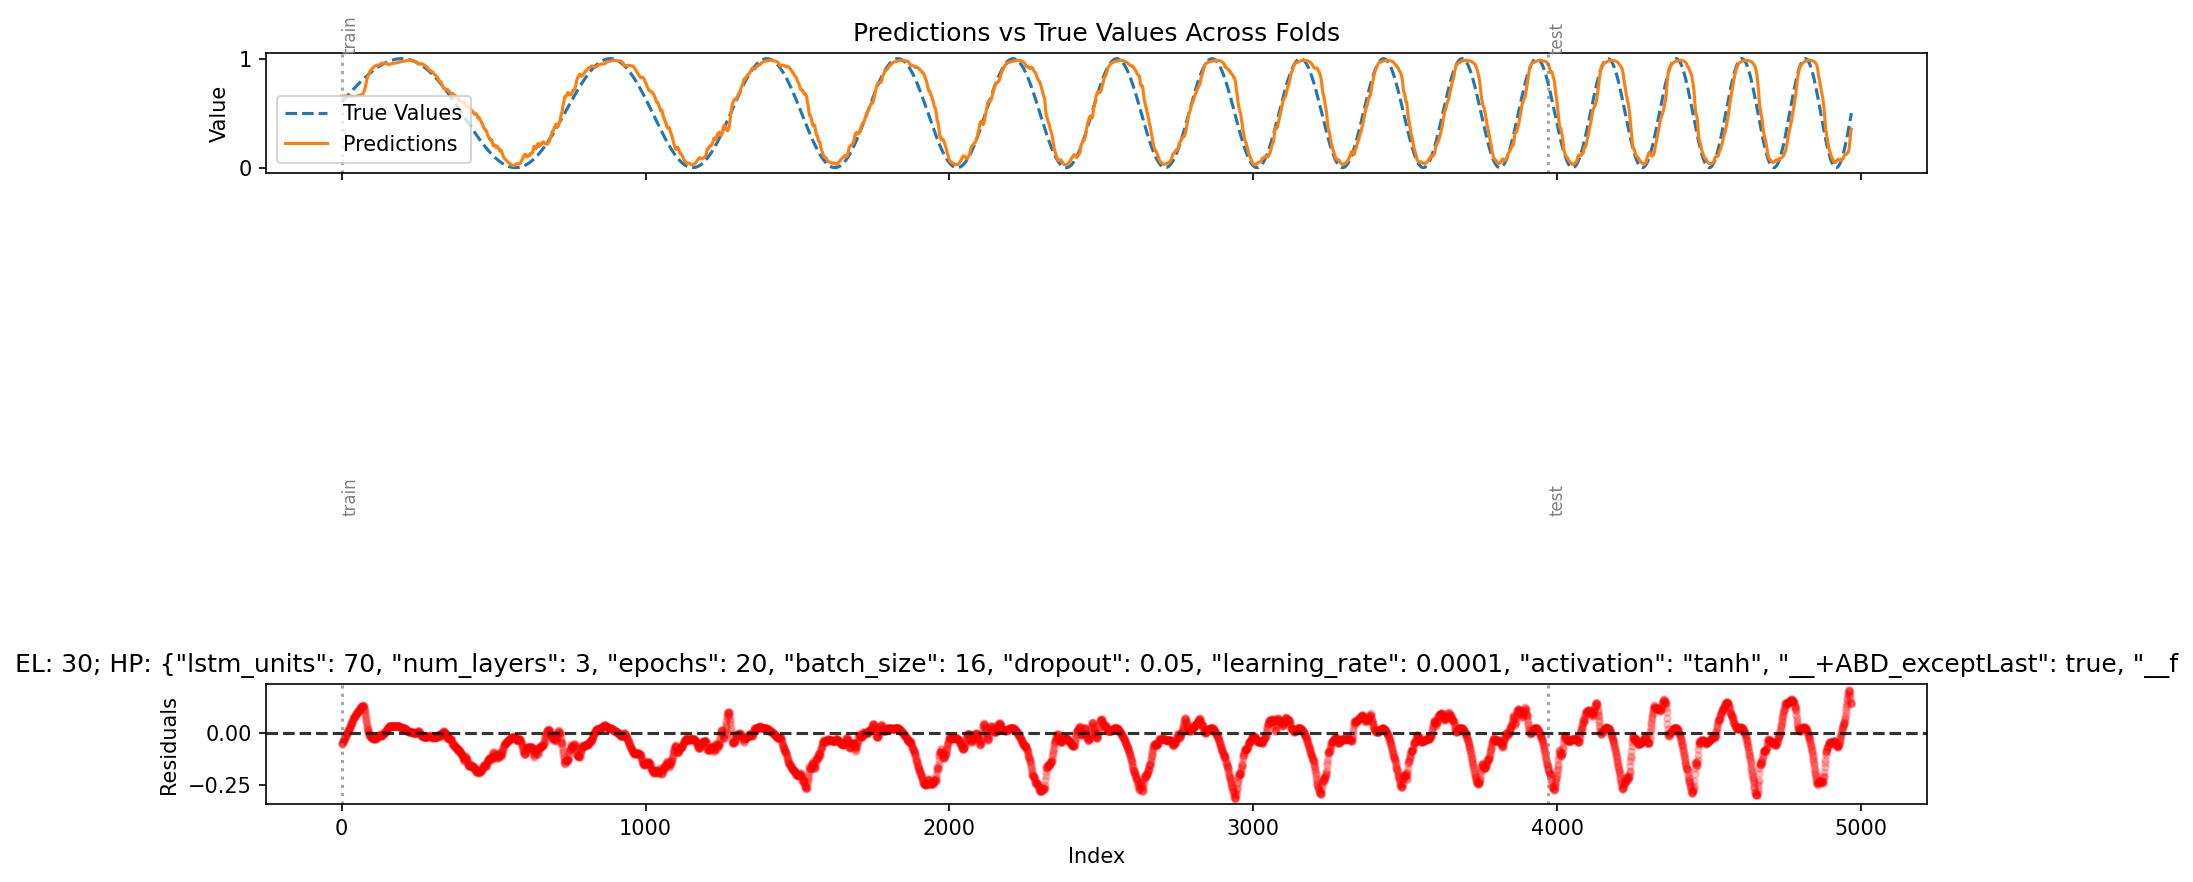 Predictions vs True Values Across Folds
train
test
Value
1
0
True Values
Predictions
train
test
EL: 30; HP: {"lstm_units": 70, "num_layers": 3, "epochs": 20, "batch_size": 16, "dropout": 0.05, "learning_rate": 0.0001, "activation": "tanh", "__+ABD_exceptLast": true, "__f
Residuals
0.00
−0.25
0
1000
2000
3000
4000
5000
Index